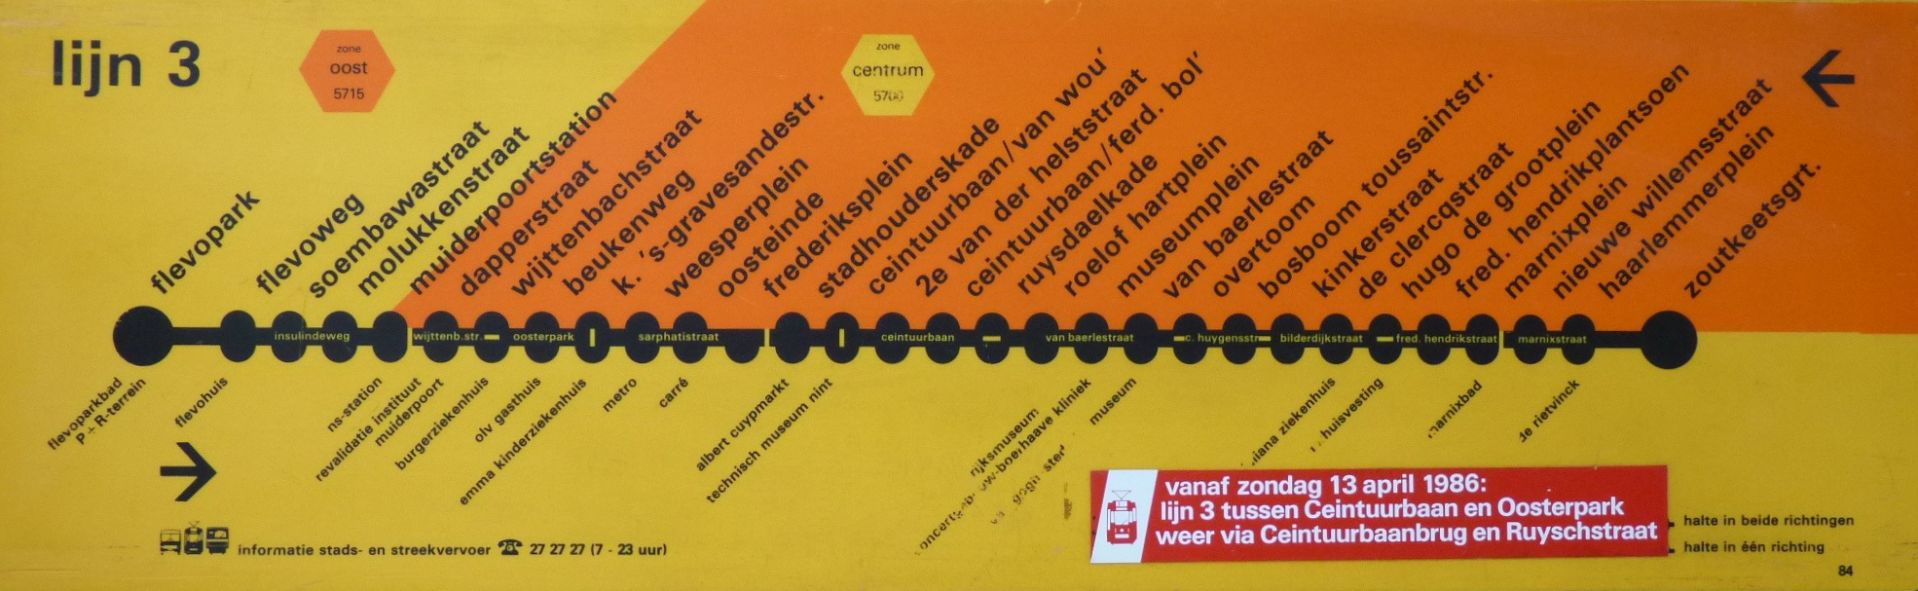 lijn 3
zone
oost
5715
zone
centrum
5700
flevopark
flevoweg
soembawastraat
molukkenstraat
muiderpoortstation
dapperstraat
wijttenbachstraat
beukenweg
k. 's-gravesandestr.
weesperplein
oosteinde
frederiksplein
stadhouderskade
ceintuurbaan/van wou'
2e van der helststraat
ceintuurbaan/ferd. bol'
ruysdaelkade
roelof hartplein
museumplein
van baerlestraat
overtoom
bosboom toussaintstr.
kinkerstraat
de clercqstraat
hugo de grootplein
fred. hendrikplantsoen
marnixplein
nieuwe willemsstraat
haarlemmerplein
zoutkeetsgrt.
insulindeweg
wijttenb.str.
oosterpark
sarphatistraat
ceintuurbaan
van baerlestraat
c. huygensstr.
bilderdijkstraat
fred. hendrikstraat
marnixstraat
flevoparkbad
P+R-terrein
flevohuis
ns-station
revalidatie instituut
muiderpoort
burgerziekenhuis
olv gasthuis
emma kinderziekenhuis
metro
carré
albert cuypmarkt
technisch museum nint
rijksmuseum
boerhaave kliniek
museum
ziekenhuis
huisvesting
marnixbad
de rietvinck
vanaf zondag 13 april 1986:
lijn 3 tussen Ceintuurbaan en Oosterpark
weer via Ceintuurbaanbrug en Ruyschstraat
halte in beide richtingen
halte in één richting
informatie stads- en streekvervoer ☎ 27 27 27 (7 - 23 uur)
84